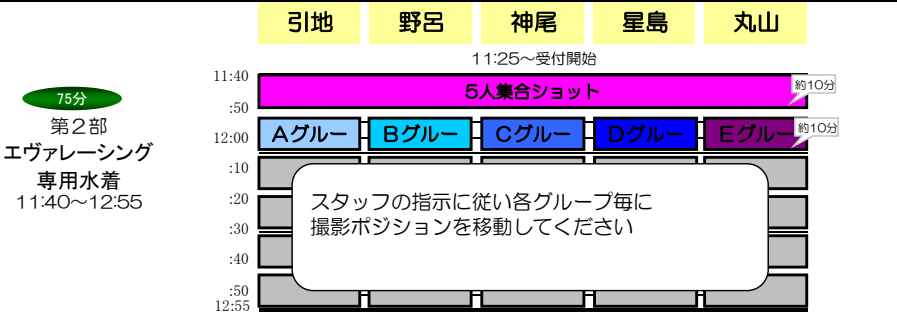 引地 野呂 神尾 星島 丸山
11:25～受付開始
11:40
5人集合ショット
約10分
:50
75分
第2部
エヴァレーシング
専用水着
11:40～12:55
12:00
Aグルー Bグルー Cグルー Dグルー Eグルー
約10分
:10
:20
:30
:40
:50
12:55
スタッフの指示に従い各グループ毎に
撮影ポジションを移動してください